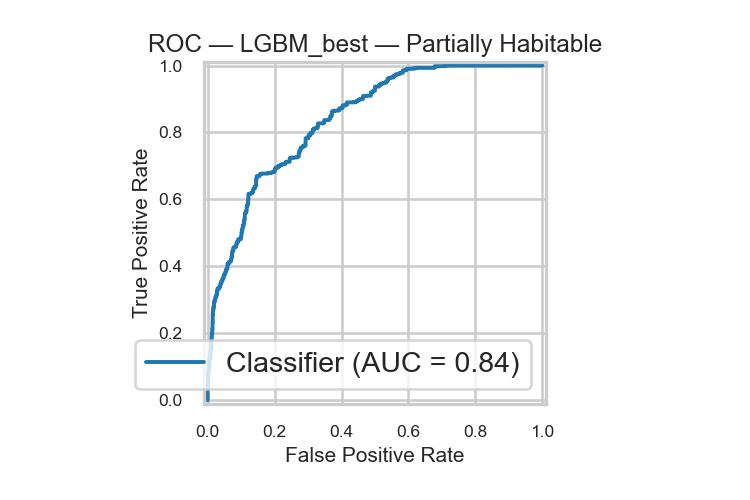 ROC — LGBM_best — Partially Habitable
1.0
0.8
0.6
0.4
0.2
0.0
True Positive Rate
Classifier (AUC = 0.84)
0.0 0.2 0.4 0.6 0.8 1.0
False Positive Rate